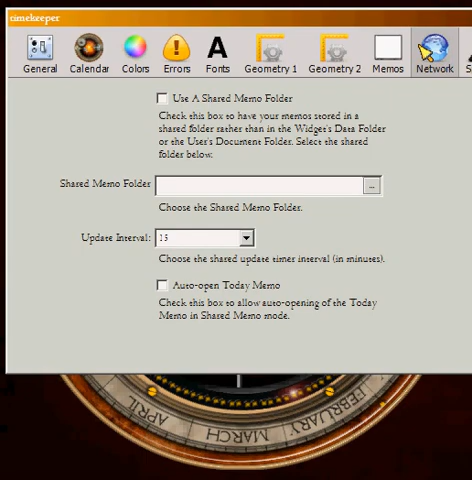 cimekeeper
General Calendar Colors Errors Fonts Geometry 1 Geometry 2 Memos Network
Use A Shared Memo Folder
Check this box to have your memos stored in a
shared folder rather than in the Widget's Data Folder
or the User's Document Folder. Select the shared
folder below.
Shared Memo Folder ...
Choose the Shared Memo Folder.
Update Interval: 15
Choose the shared update timer interval (in minutes).
Auto-open Today Memo
Check this box to allow auto-opening of the Today
Memo in Shared Memo mode.
APRIL MARCH FEBRUARY